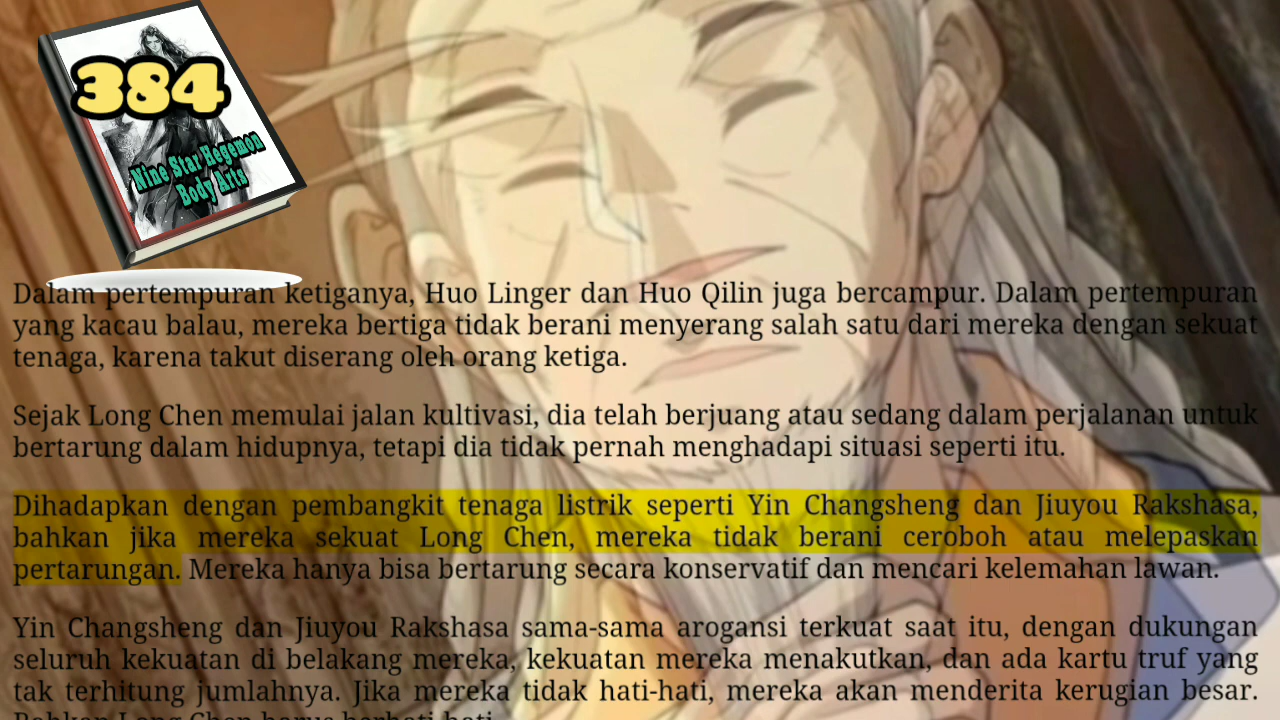 384
Nine Star Hegemon
Body Arts
Dalam pertempuran ketiganya, Huo Linger dan Huo Qilin juga bercampur. Dalam pertempuran
yang kacau balau, mereka bertiga tidak berani menyerang salah satu dari mereka dengan sekuat
tenaga, karena takut diserang oleh orang ketiga.
Sejak Long Chen memulai jalan kultivasi, dia telah berjuang atau sedang dalam perjalanan untuk
bertarung dalam hidupnya, tetapi dia tidak pernah menghadapi situasi seperti itu.
Dihadapkan dengan pembangkit tenaga listrik seperti Yin Changsheng dan Jiuyou Rakshasa,
bahkan jika mereka sekuat Long Chen, mereka tidak berani ceroboh atau melepaskan
pertarungan. Mereka hanya bisa bertarung secara konservatif dan mencari kelemahan lawan.
Yin Changsheng dan Jiuyou Rakshasa sama-sama arogansi terkuat saat itu, dengan dukungan
seluruh kekuatan di belakang mereka, kekuatan mereka menakutkan, dan ada kartu truf yang
tak terhitung jumlahnya. Jika mereka tidak hati-hati, mereka akan menderita kerugian besar.
Bahkan Long Chen harus berhati-hati.